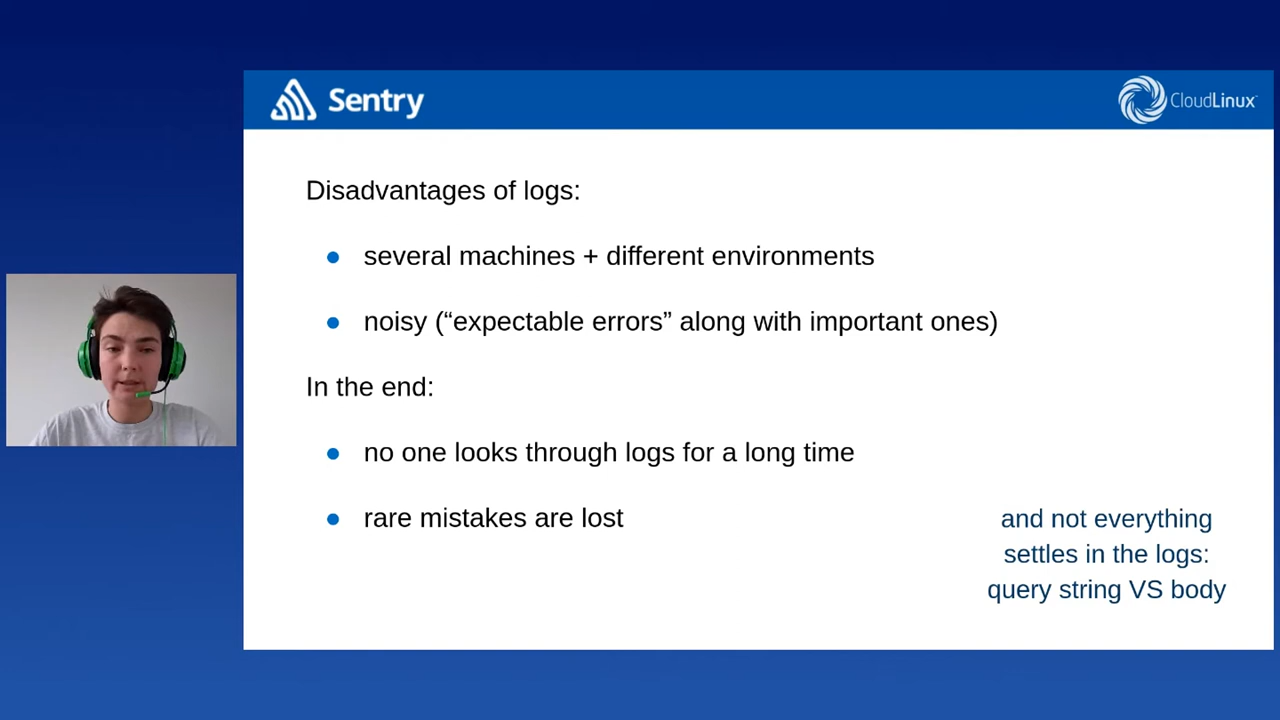 Sentry
CloudLinux
Disadvantages of logs:
● several machines + different environments
● noisy (“expectable errors” along with important ones)
In the end:
● no one looks through logs for a long time
● rare mistakes are lost
and not everything
settles in the logs:
query string VS body